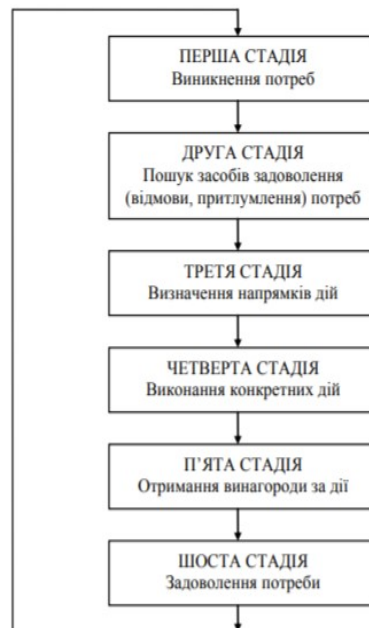 ПЕРША СТАДІЯ
Виникнення потреб
ДРУГА СТАДІЯ
Пошук засобів задоволення
(відмови, притлумлення) потреб
ТРЕТЯ СТАДІЯ
Визначення напрямків дій
ЧЕТВЕРТА СТАДІЯ
Виконання конкретних дій
П’ЯТА СТАДІЯ
Отримання винагороди за дії
ШОСТА СТАДІЯ
Задоволення потреби